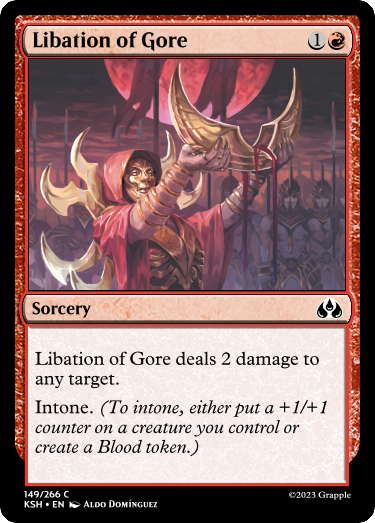 Libation of Gore 1
Sorcery
Libation of Gore deals 2 damage to
any target.
Intone. (To intone, either put a +1/+1
counter on a creature you control or
create a Blood token.)
149/266 C
KSH • EN Aldo Domínguez
©2023 Grapple